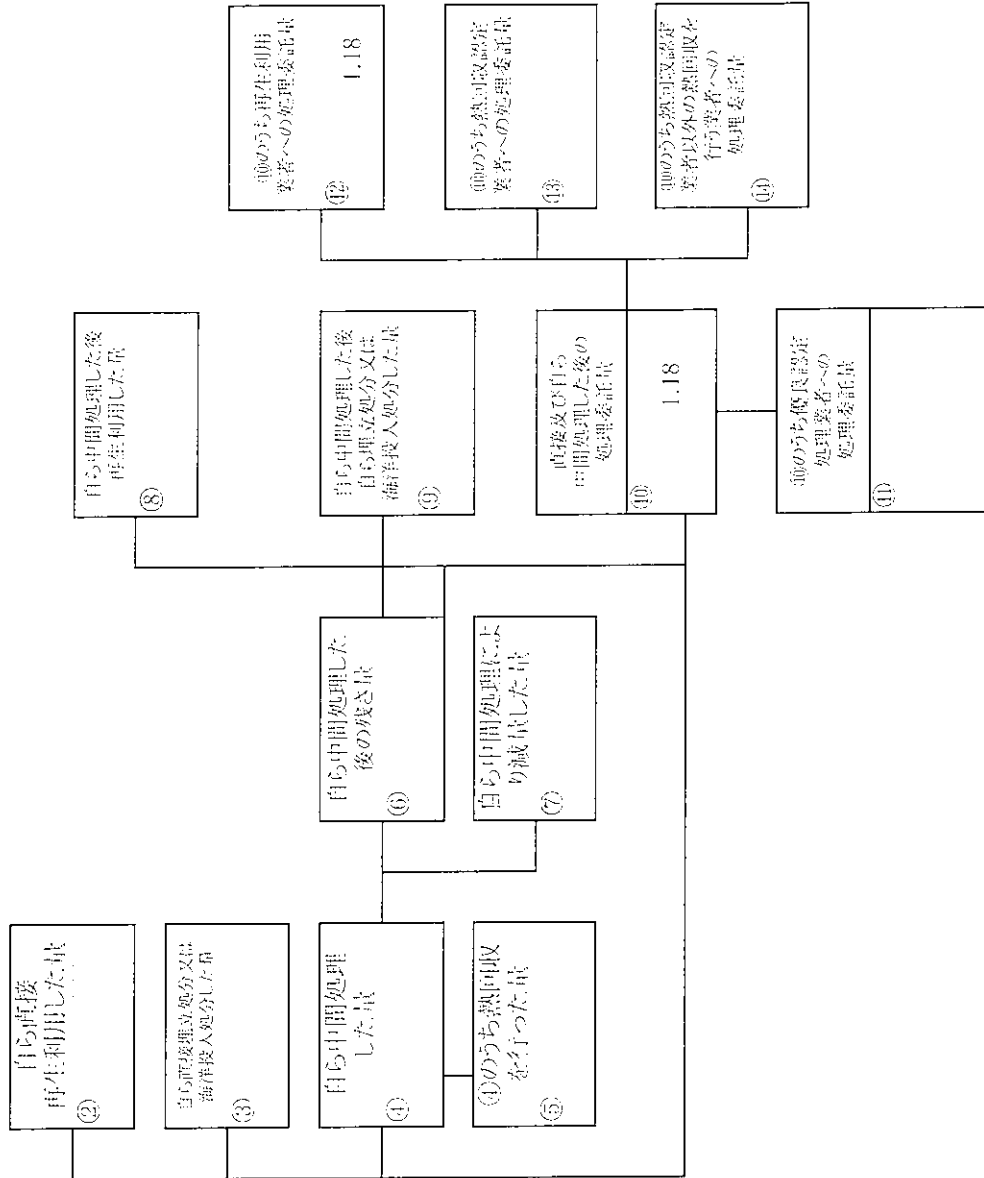 自ら直接
再生利用した量
②
自ら直接埋立処分又は
海洋投入処分した量
③
自ら中間処理
した量
④
④のうち熱回収
を行った量
⑤
自ら中間処理した
後の残さ量
⑥
自ら中間処理によ
り減量した量
⑦
自ら中間処理した後
再生利用した量
⑧
自ら中間処理した後
自ら埋立処分又は
海洋投入処分した量
⑨
直接及び自ら
中間処理した後の
処理委託量
⑩
1.18
⑩のうち優良認定
処理業者への
処理委託量
⑪
⑩のうち再生利用
業者への処理委託量
⑫
1.18
⑩のうち熱回収認定
業者への処理委託量
⑬
⑩のうち熱回収認定
業者以外の熱回収を
行う業者への
処理委託量
⑭